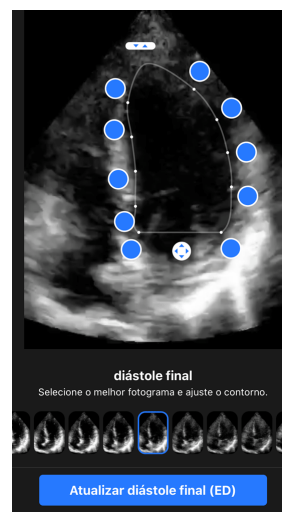 diástole final
Selecione o melhor fotograma e ajuste o contorno.
Atualizar diástole final (ED)